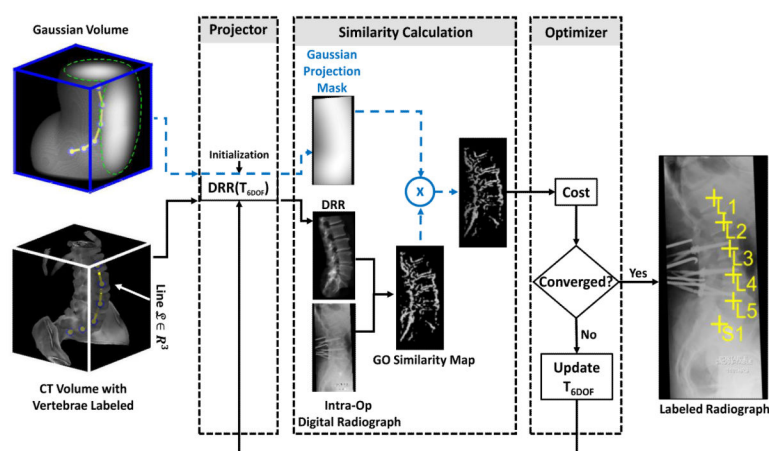 Gaussian Volume
Projector
Similarity Calculation
Optimizer
Gaussian
Projection
Mask
Initialization
DRR(T6DOF)
DRR
X
Cost
Converged?
Yes
No
Update
T6DOF
Line 𝔏 ∈ R³
CT Volume with
Vertebrae Labeled
GO Similarity Map
Intra-Op
Digital Radiograph
L1
L2
L3
L4
L5
S1
Labeled Radiograph